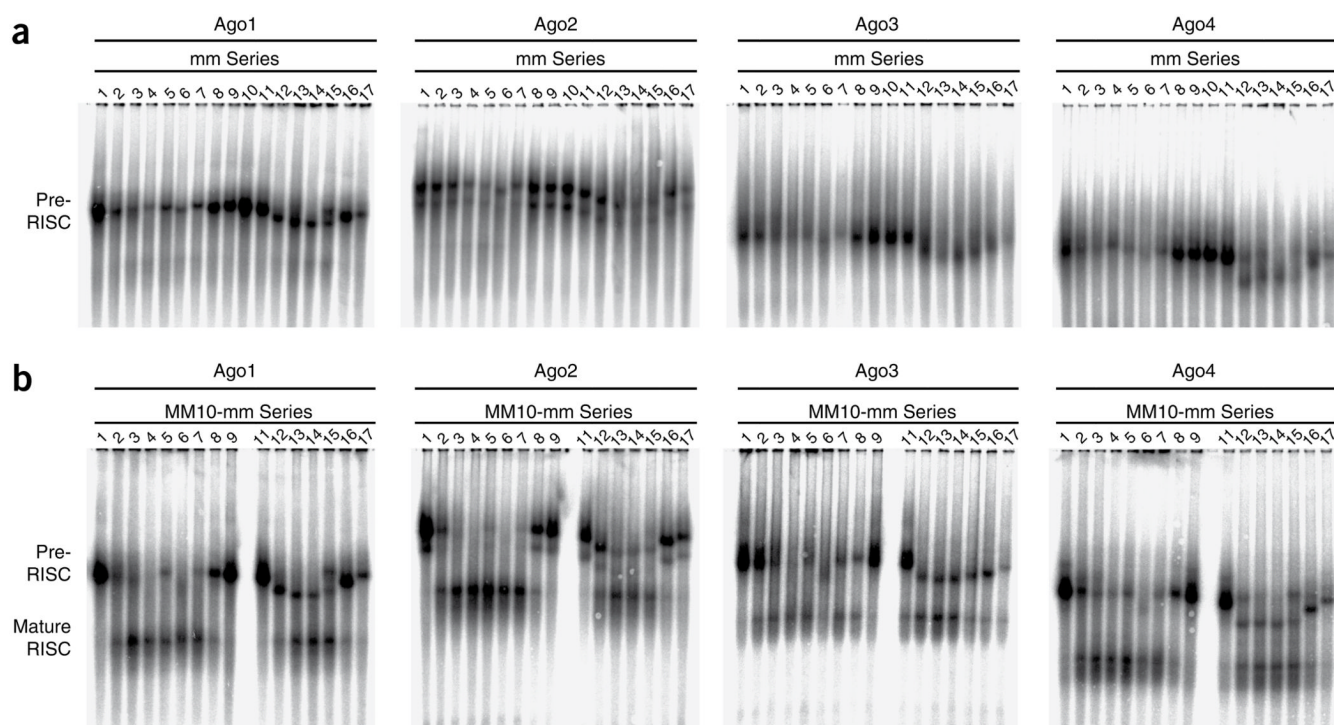 a
Ago1 Ago2 Ago3 Ago4
mm Series mm Series mm Series mm Series
1 2 3 4 5 6 7 8 9 10 11 12 13 14 15 16 17 1 2 3 4 5 6 7 8 9 10 11 12 13 14 15 16 17 1 2 3 4 5 6 7 8 9 10 11 12 13 14 15 16 17 1 2 3 4 5 6 7 8 9 10 11 12 13 14 15 16 17
Pre-
RISC
b
Ago1 Ago2 Ago3 Ago4
MM10-mm Series MM10-mm Series MM10-mm Series MM10-mm Series
1 2 3 4 5 6 7 8 9 11 12 13 14 15 16 17 1 2 3 4 5 6 7 8 9 11 12 13 14 15 16 17 1 2 3 4 5 6 7 8 9 11 12 13 14 15 16 17 1 2 3 4 5 6 7 8 9 11 12 13 14 15 16 17
Pre-
RISC
Mature
RISC